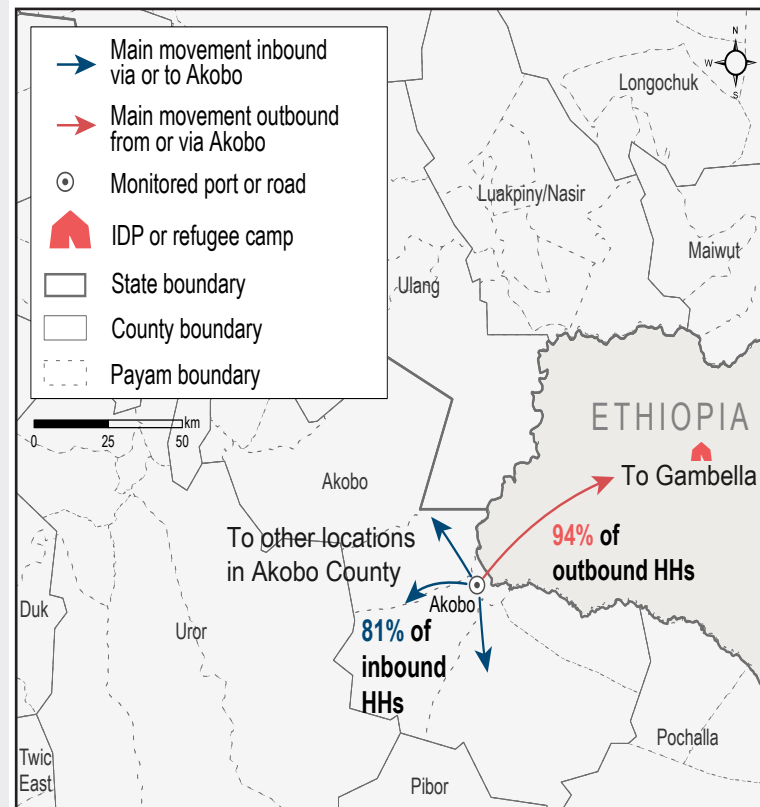 Main movement inbound
via or to Akobo
Main movement outbound
from or via Akobo
Monitored port or road
IDP or refugee camp
State boundary
County boundary
Payam boundary
km
0 25 50
N
W E
S
Longochuk
Luakpiny/Nasir
Maiwut
Ulang
ETHIOPIA
To Gambella
Akobo
To other locations
in Akobo County
94% of
outbound HHs
Akobo
81% of
inbound
HHs
Duk
Uror
Twic
East
Pibor
Pochalla